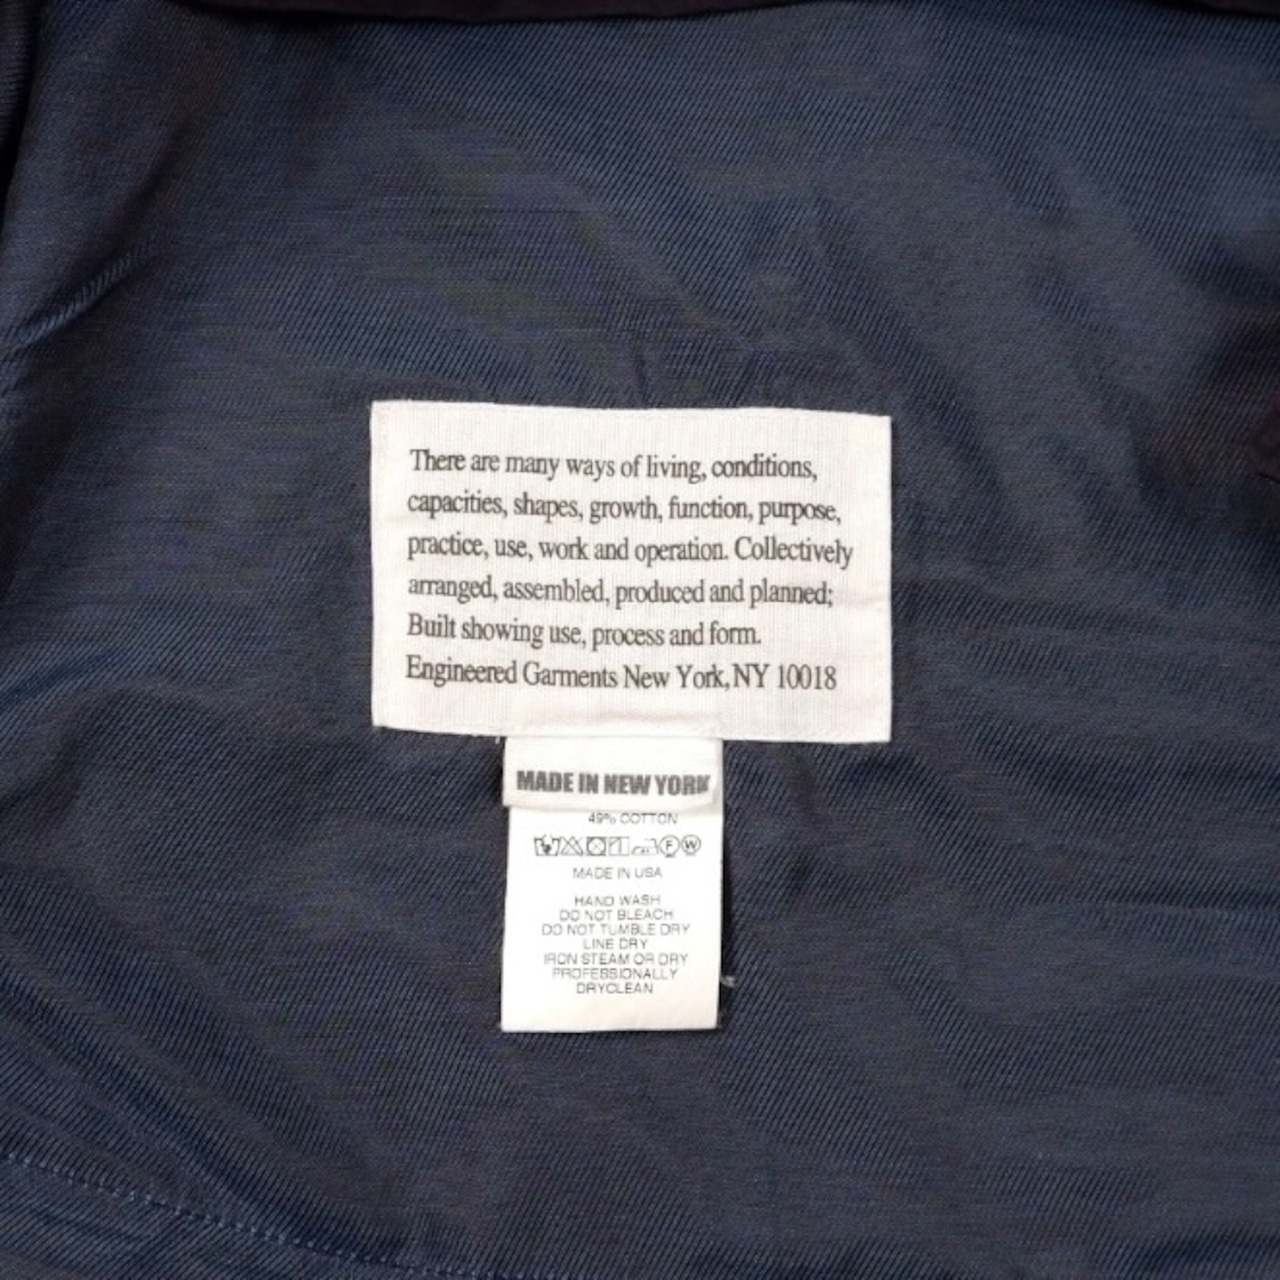 There are many ways of living, conditions,
capacities, shapes, growth, function, purpose,
practice, use, work and operation. Collectively
arranged, assembled, produced and planned;
Built showing use, process and form.
Engineered Garments New York, NY 10018
MADE IN NEW YORK
49% COTTON
F W
MADE IN USA
HAND WASH
DO NOT BLEACH
DO NOT TUMBLE DRY
LINE DRY
IRON STEAM OR DRY
PROFESSIONALLY
DRYCLEAN